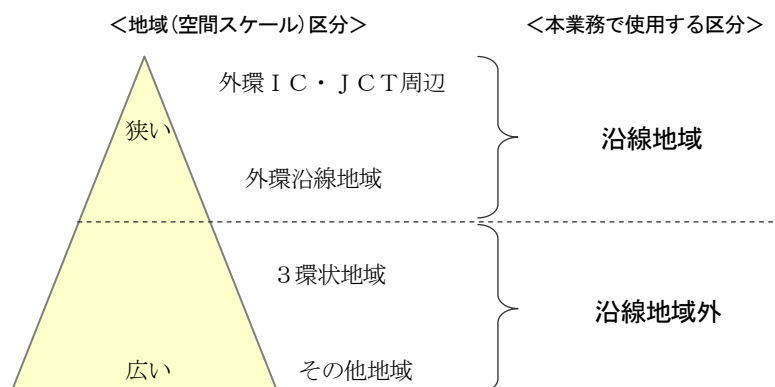 ＜地域（空間スケール）区分＞
＜本業務で使用する区分＞
外環ＩＣ・ＪＣＴ周辺
狭い
沿線地域
外環沿線地域
３環状地域
沿線地域外
広い
その他地域